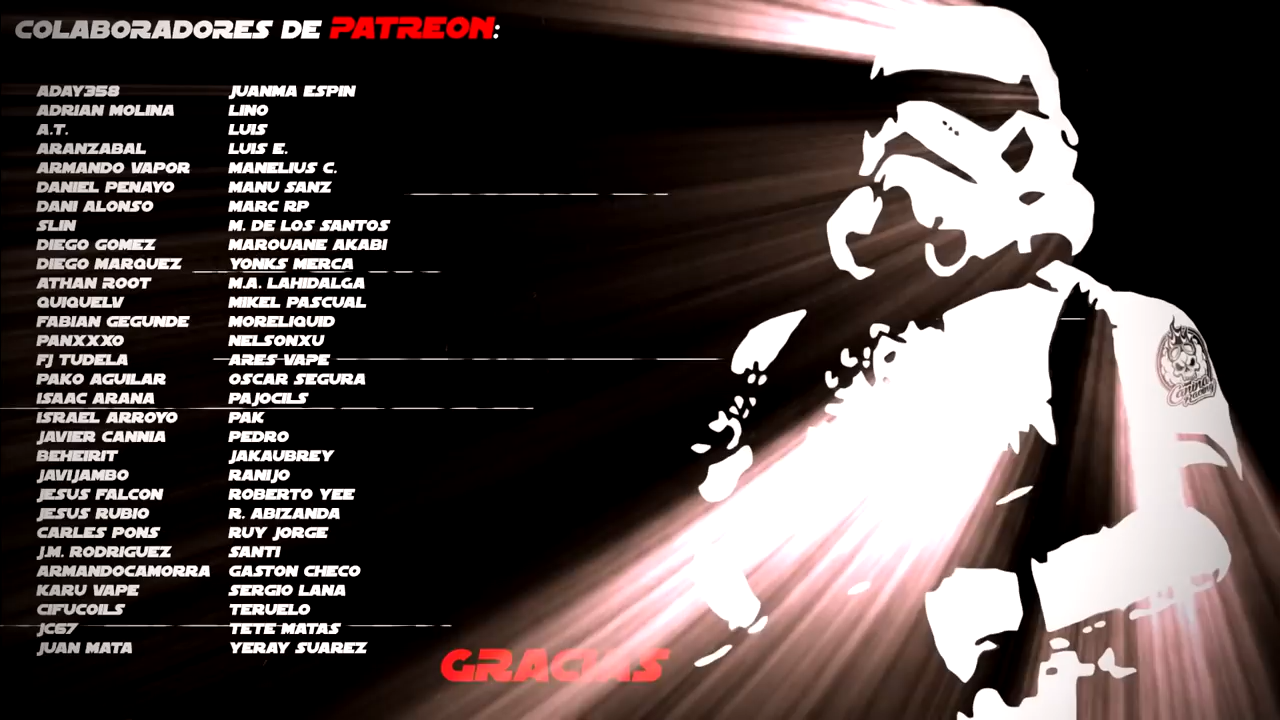 COLABORADORES DE PATREON:
ADAY358
ADRIAN MOLINA
A.T.
ARANZABAL
ARMANDO VAPOR
DANIEL PENAYO
DANI ALONSO
SLIN
DIEGO GOMEZ
DIEGO MARQUEZ
ATHAN ROOT
QUIQUELV
FABIAN GEGUNDE
PANXXXO
FJ TUDELA
PAKO AGUILAR
ISAAC ARANA
ISRAEL ARROYO
JAVIER CANNIA
BEHEIRIT
JAVIJAMBO
JESUS FALCON
JESUS RUBIO
CARLES PONS
J.M. RODRIGUEZ
ARMANDOCAMORRA
KARU VAPE
CIFUCOILS
JC67
JUAN MATA
JUANMA ESPIN
LINO
LUIS
LUIS E.
MANELIUS C.
MANU SANZ
MARC RP
M. DE LOS SANTOS
MAROUANE AKABI
YONKS MERCA
M.A. LAHIDALGA
MIKEL PASCUAL
MORELIQUID
NELSONXU
ARES VAPE
OSCAR SEGURA
PAJOCILS
PAK
PEDRO
JAKAUBREY
RANIJO
ROBERTO YEE
R. ABIZANDA
RUY JORGE
SANTI
GASTON CHECO
SERGIO LANA
TERUELO
TETE MATAS
YERAY SUAREZ
GRACIAS
Racing